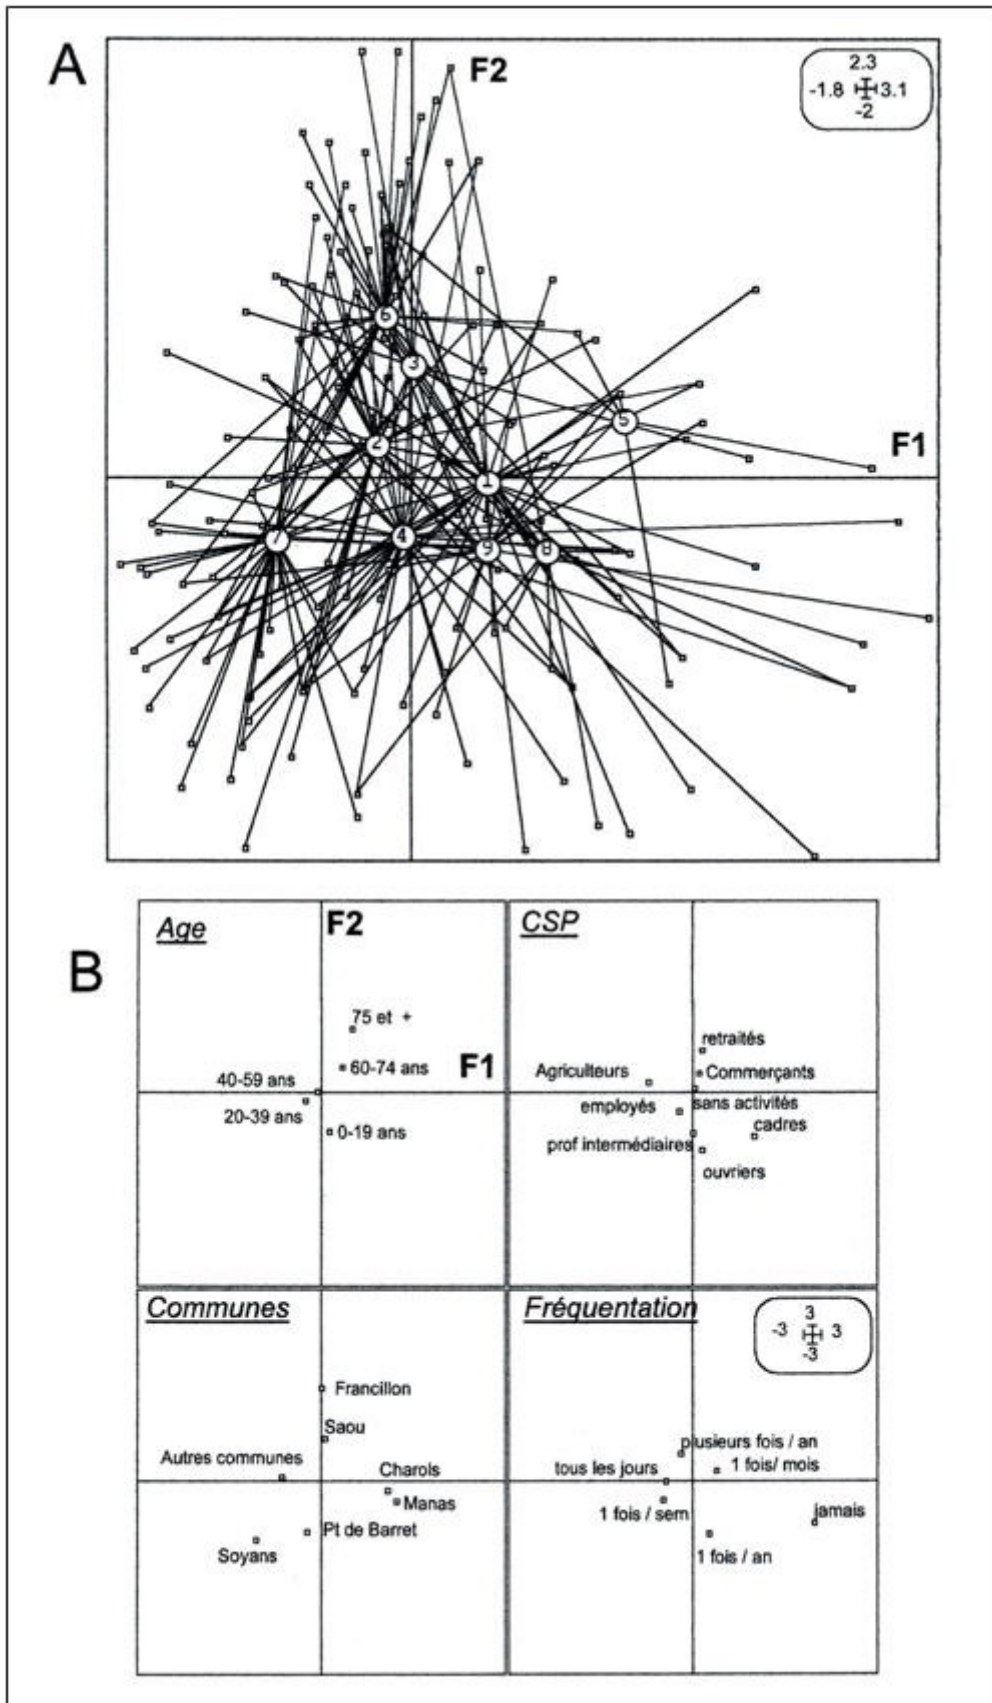 A
F2
2.3
-1.8 3.1
-2
6
3
5
F1
2
1
7
4
9
8
B
Age
F2
75 et +
60-74 ans
F1
40-59 ans
20-39 ans
0-19 ans
CSP
retraités
Agriculteurs
Commerçants
employés
sans activités
cadres
prof intermédiaires
ouvriers
Communes
Francillon
Saou
Autres communes
Charols
Manas
Pt de Barret
Soyans
Fréquentation
3
-3 3
-3
plusieurs fois / an
tous les jours
1 fois/ mois
1 fois / sem
jamais
1 fois / an